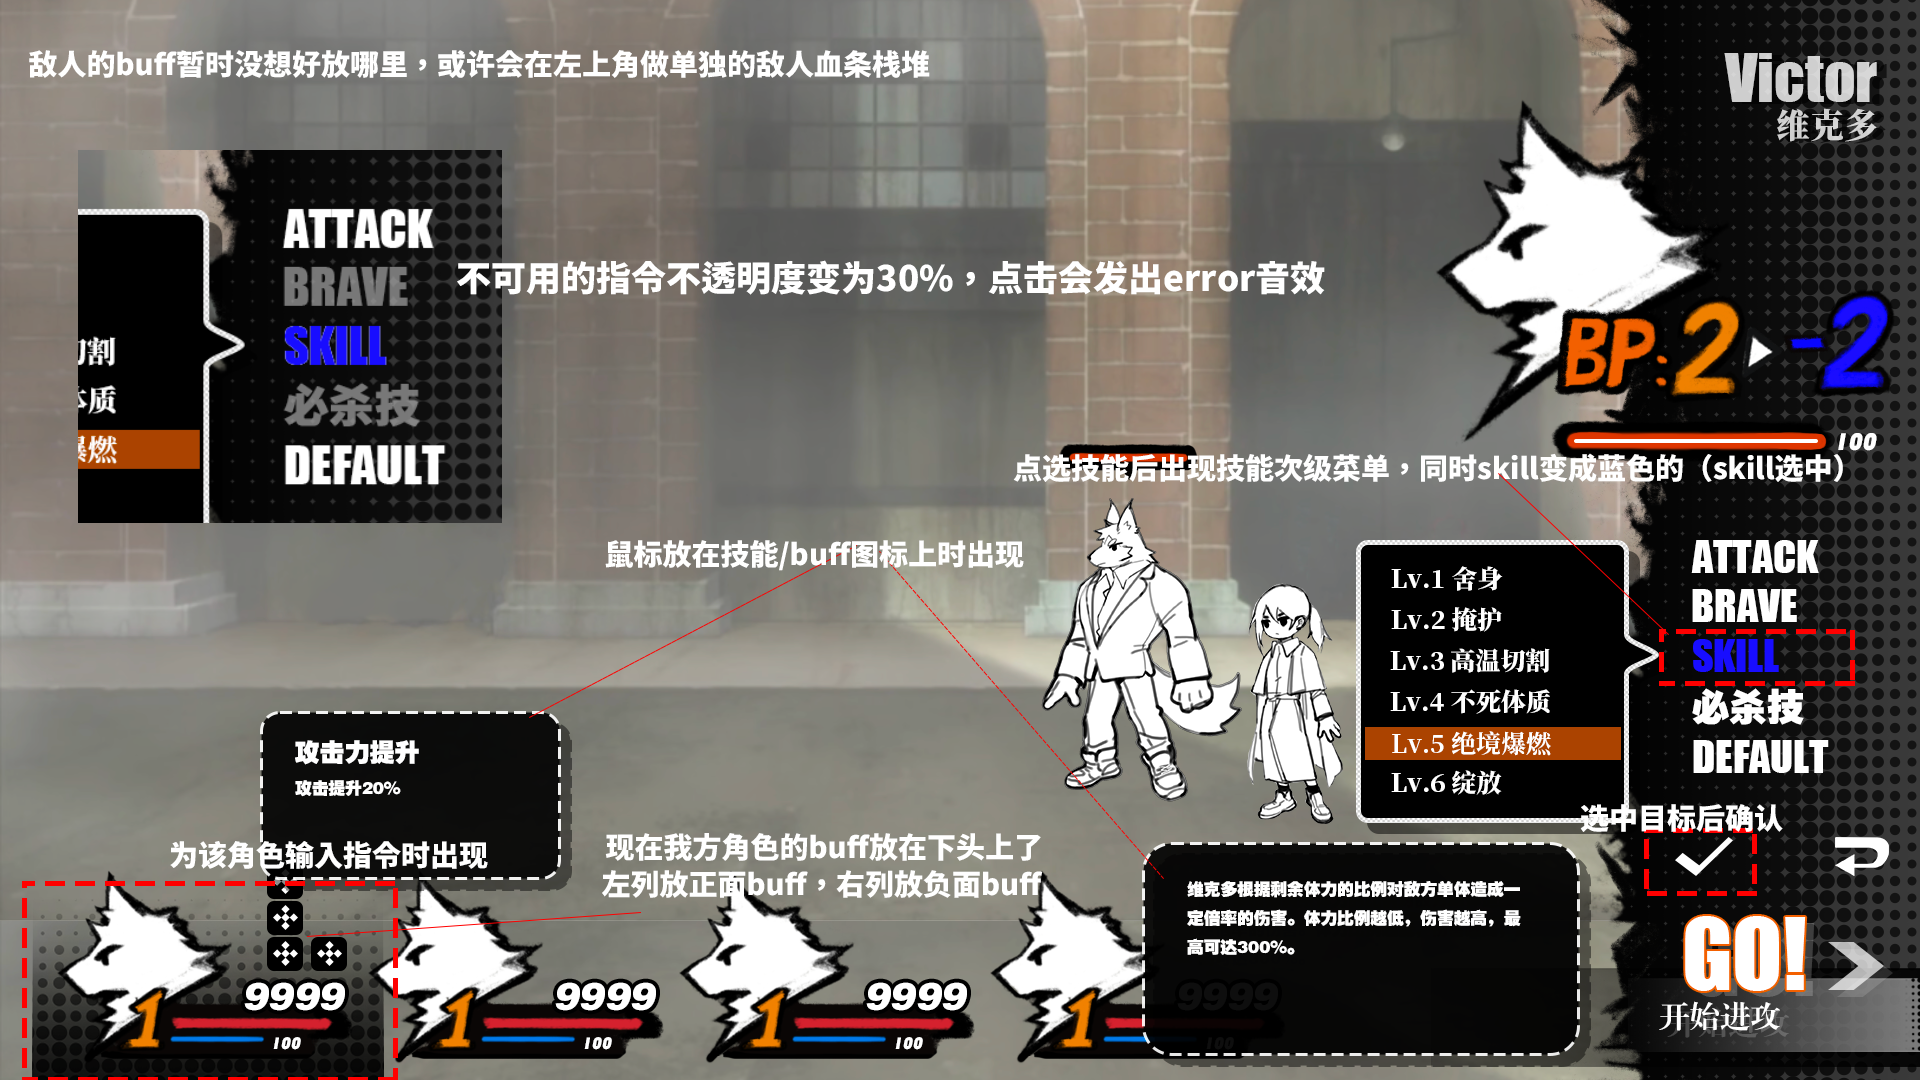 敌人的buff暂时没想好放哪里，或许会在左上角做单独的敌人血条栈堆
Victor
维克多
ATTACK
BRAVE
SKILL
必杀技
DEFAULT
切割
体质
爆燃
不可用的指令不透明度变为30%，点击会发出error音效
BP:2 -2
100
点选技能后出现技能次级菜单，同时skill变成蓝色的（skill选中）
鼠标放在技能/buff图标上时出现
Lv.1 舍身
Lv.2 掩护
Lv.3 高温切割
Lv.4 不死体质
Lv.5 绝境爆燃
Lv.6 绽放
ATTACK
BRAVE
SKILL
必杀技
DEFAULT
选中目标后确认
攻击力提升
攻击提升20%
为该角色输入指令时出现
现在我方角色的buff放在下头上了
左列放正面buff，右列放负面buff
维克多根据剩余体力的比例对敌方单体造成一
定倍率的伤害。体力比例越低，伤害越高，最
高可达300%。
1 9999
100
1 9999
100
1 9999
100
1 9999
100
GO!
开始进攻